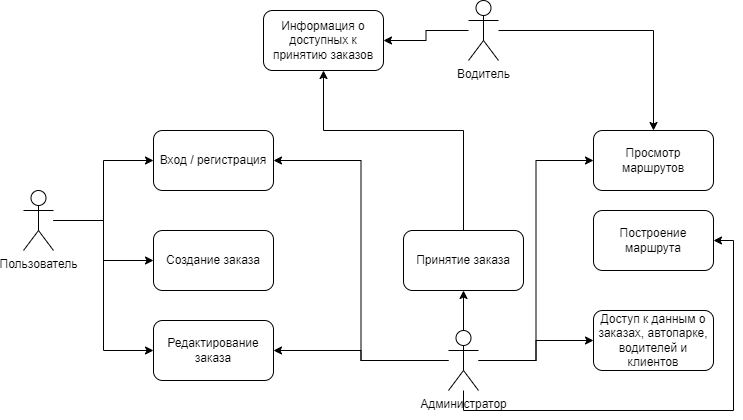 Информация о
доступных к
принятию заказов
Водитель
Вход / регистрация
Просмотр
маршрутов
Пользователь
Создание заказа
Принятие заказа
Построение
маршрута
Редактирование
заказа
Доступ к данным о
заказах, автопарке,
водителей и
клиентов
Администратор